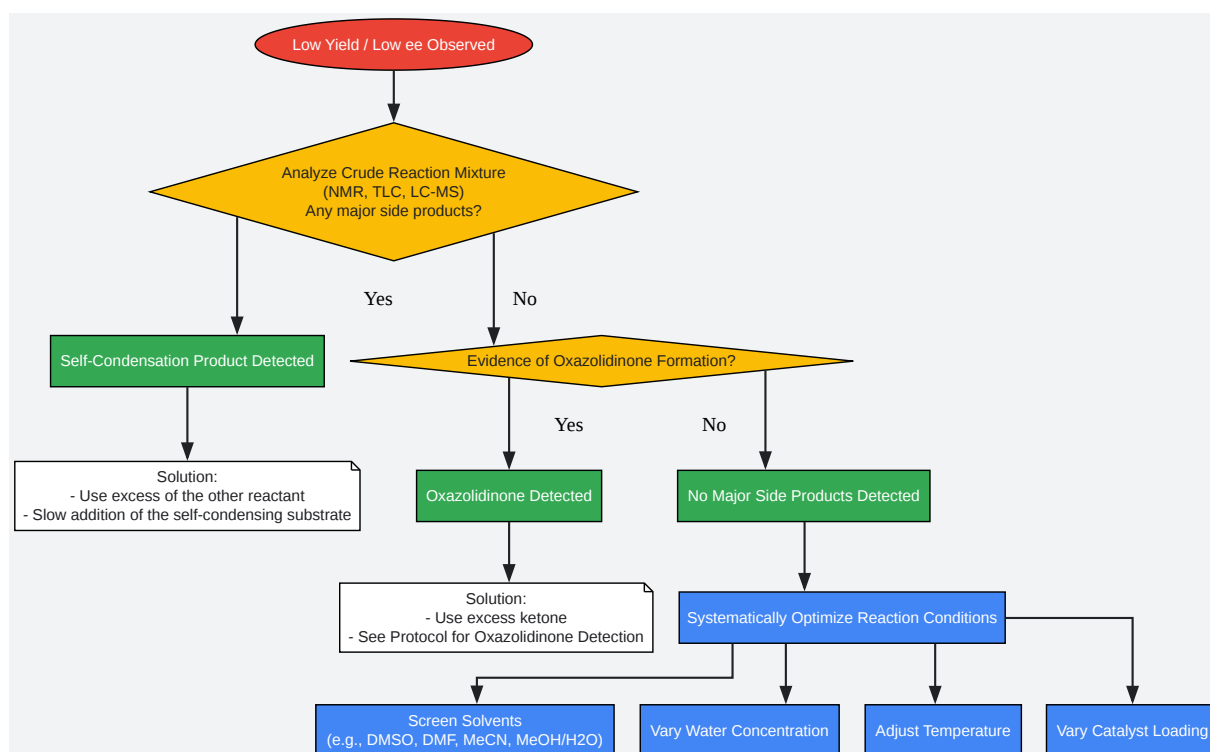 Low Yield / Low ee Observed
Analyze Crude Reaction Mixture
(NMR, TLC, LC-MS)
Any major side products?
Yes
No
Self-Condensation Product Detected
Evidence of Oxazolidinone Formation?
Yes
No
Solution:
- Use excess of the other reactant
- Slow addition of the self-condensing substrate
Oxazolidinone Detected
No Major Side Products Detected
Solution:
- Use excess ketone
- See Protocol for Oxazolidinone Detection
Systematically Optimize Reaction Conditions
Screen Solvents
(e.g., DMSO, DMF, MeCN, MeOH/H2O)
Vary Water Concentration
Adjust Temperature
Vary Catalyst Loading